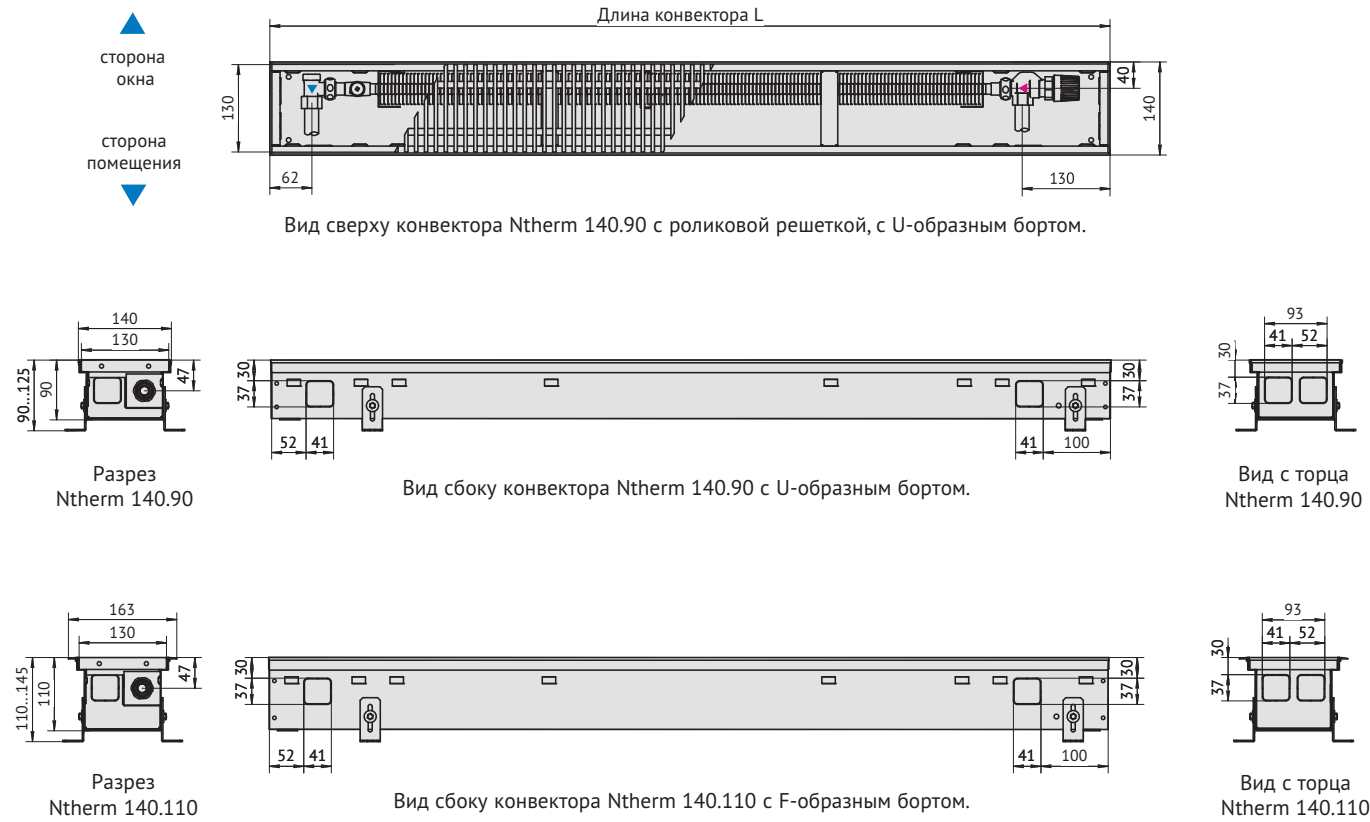 Длина конвектора L
сторона
окна
сторона
помещения
130
40
140
62
130
Вид сверху конвектора Ntherm 140.90 с роликовой решеткой, с U-образным бортом.
140
130
90...125
90
47
Разрез
Ntherm 140.90
30
37
52
41
41
100
30
37
Вид сбоку конвектора Ntherm 140.90 с U-образным бортом.
93
41
52
30
37
Вид с торца
Ntherm 140.90
163
130
110...145
110
47
Разрез
Ntherm 140.110
30
37
52
41
41
100
30
37
Вид сбоку конвектора Ntherm 140.110 с F-образным бортом.
93
41
52
30
37
Вид с торца
Ntherm 140.110